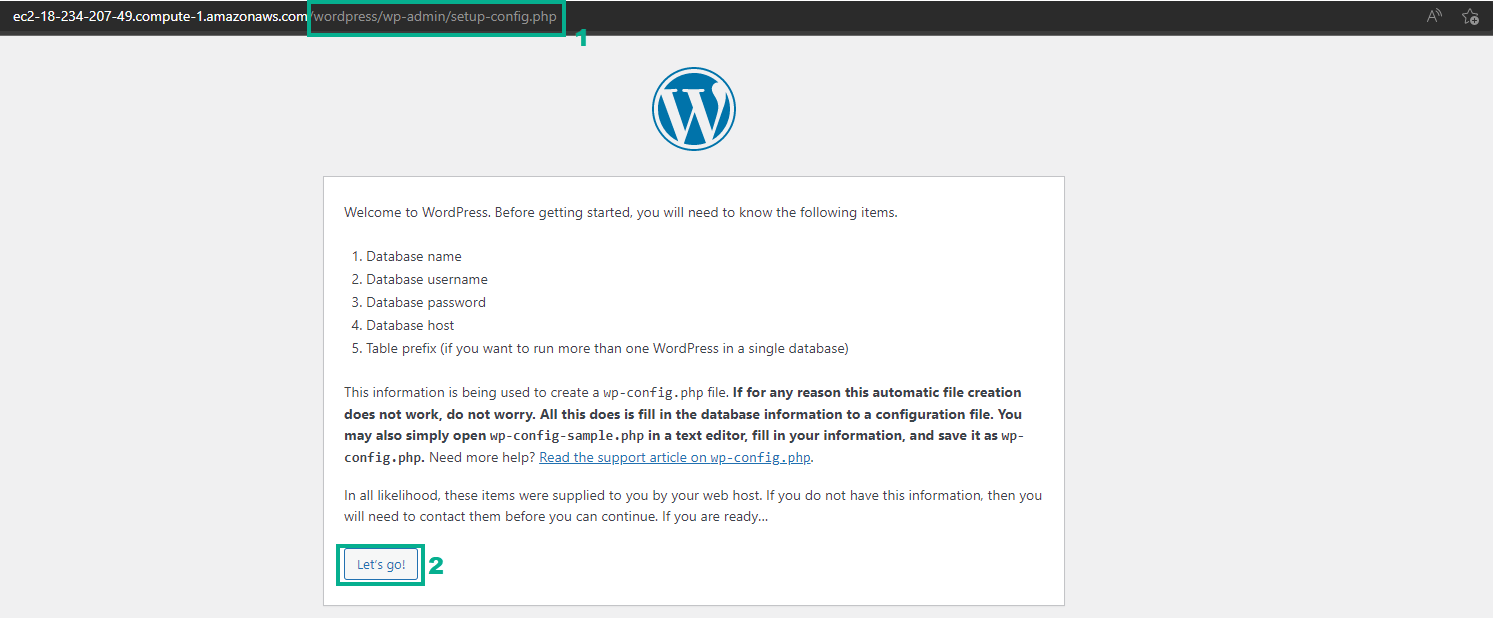 ec2-18-234-207-49.compute-1.amazonaws.com/wordpress/wp-admin/setup-config.php
1
Welcome to WordPress. Before getting started, you will need to know the following items.
1. Database name
2. Database username
3. Database password
4. Database host
5. Table prefix (if you want to run more than one WordPress in a single database)
This information is being used to create a wp-config.php file. If for any reason this automatic file creation
does not work, do not worry. All this does is fill in the database information to a configuration file. You
may also simply open wp-config-sample.php in a text editor, fill in your information, and save it as wp-
config.php. Need more help? Read the support article on wp-config.php.
In all likelihood, these items were supplied to you by your web host. If you do not have this information, then you
will need to contact them before you can continue. If you are ready…
Let's go! 2